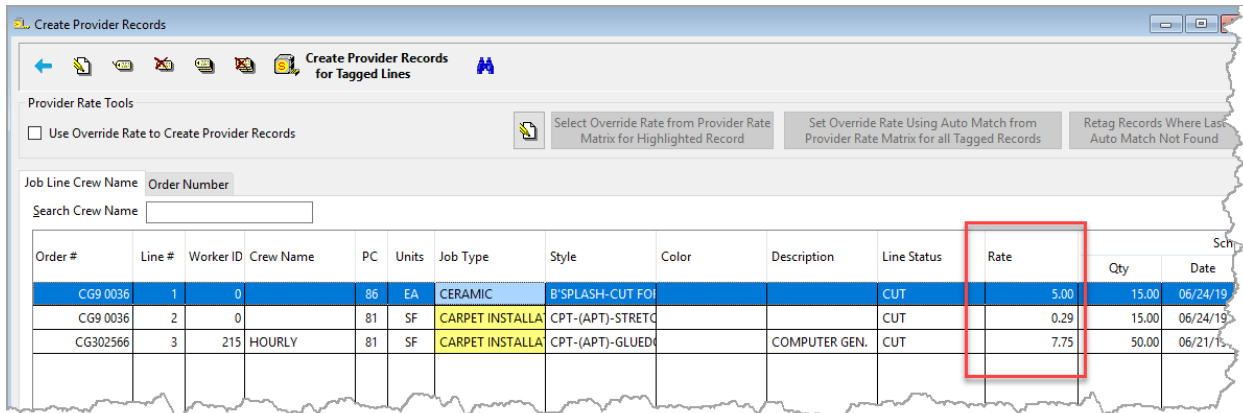 Create Provider Records
Create Provider Records
for Tagged Lines
Provider Rate Tools
Use Override Rate to Create Provider Records
Select Override Rate from Provider Rate
Matrix for Highlighted Record
Set Override Rate Using Auto Match from
Provider Rate Matrix for all Tagged Records
Retag Records Where Last
Auto Match Not Found
Job Line Crew Name Order Number
Search Crew Name
Order # Line # Worker ID Crew Name PC Units Job Type Style Color Description Line Status Rate Sch
Qty Date
CG9 0036 1 0 86 EA CERAMIC B'SPLASH-CUT FOR CUT 5.00 15.00 06/24/19
CG9 0036 2 0 81 SF CARPET INSTALLA CPT-(APT)-STRETC CUT 0.29 15.00 06/24/19
CG302566 3 215 HOURLY 81 SF CARPET INSTALLA CPT-(APT)-GLUED COMPUTER GEN. CUT 7.75 50.00 06/21/19